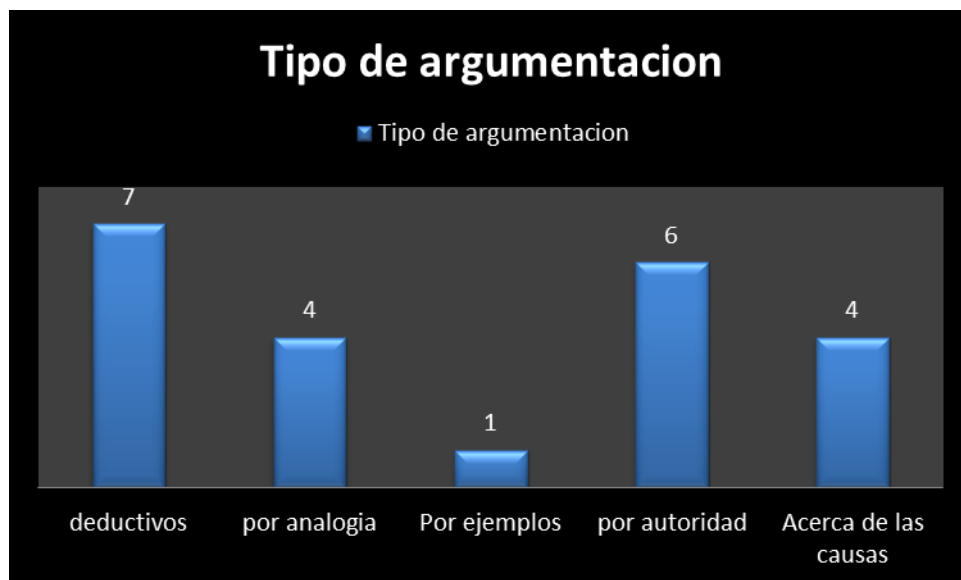 Tipo de argumentacion
Tipo de argumentacion
7
4
1
6
4
deductivos
por analogia
Por ejemplos
por autoridad
Acerca de las
causas